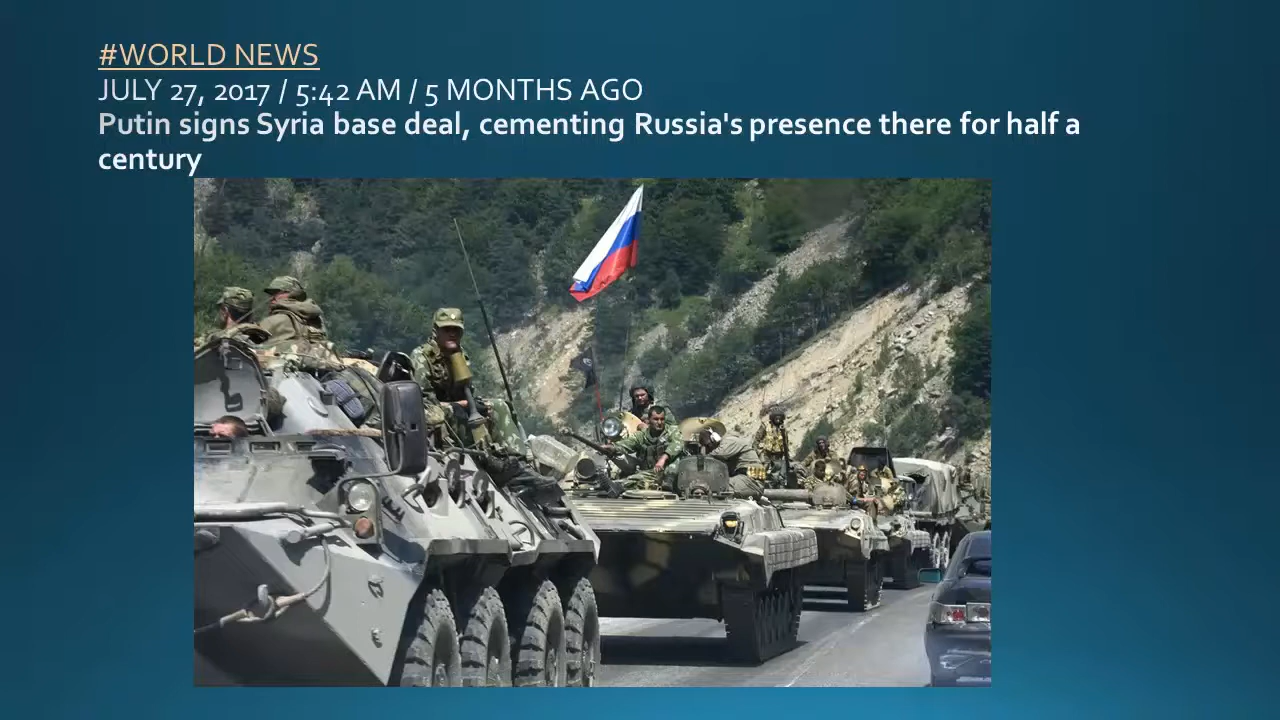 #WORLD NEWS
JULY 27, 2017 / 5:42 AM / 5 MONTHS AGO
Putin signs Syria base deal, cementing Russia's presence there for half a
century